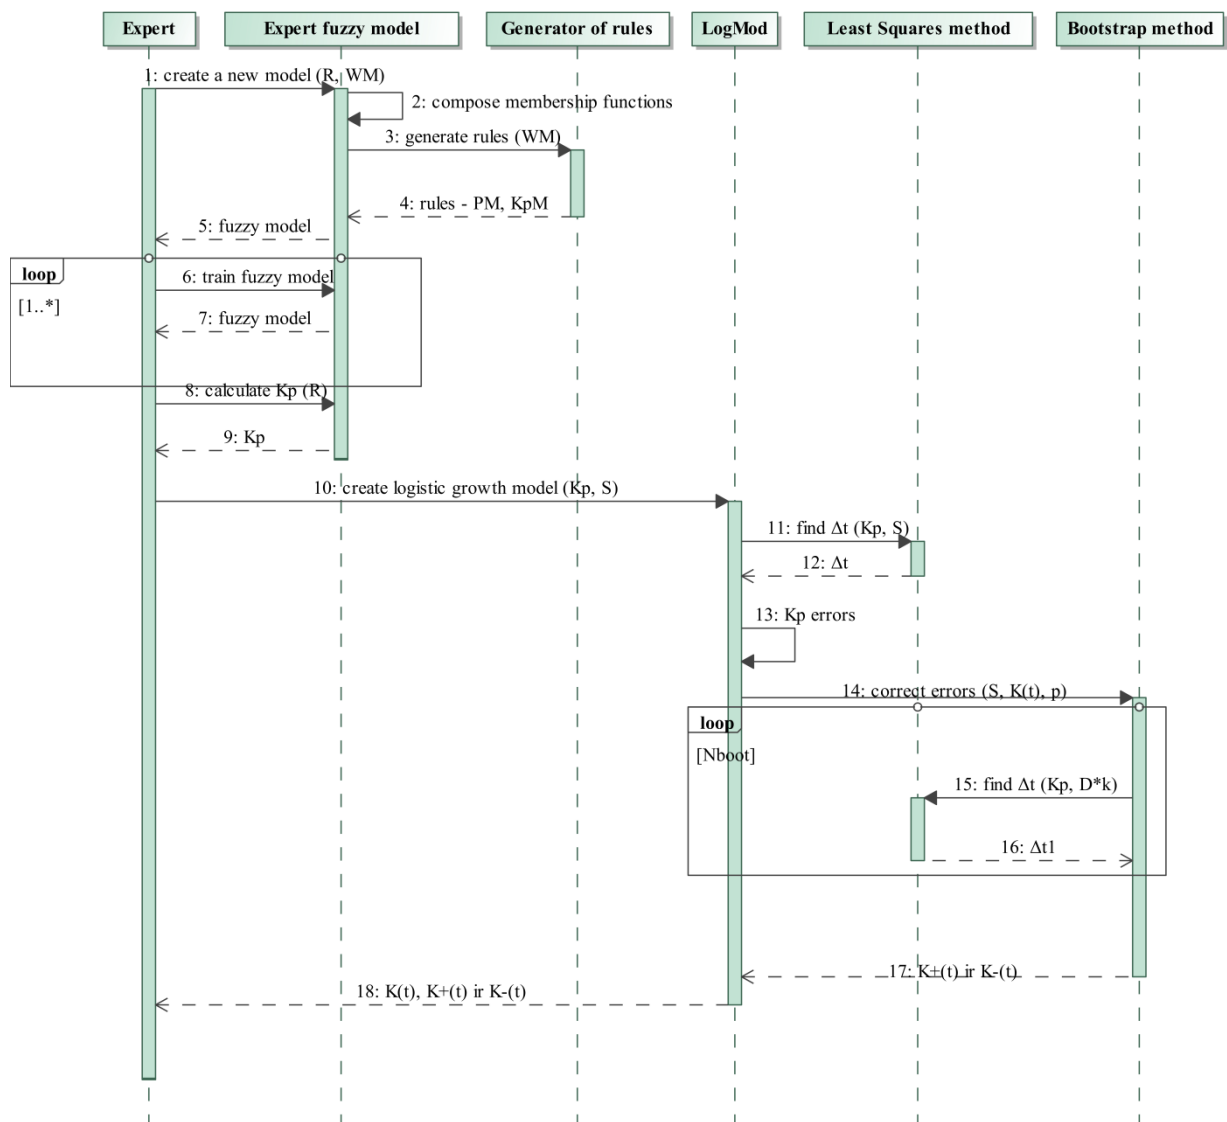 Expert
Expert fuzzy model
Generator of rules
LogMod
Least Squares method
Bootstrap method
1: create a new model (R, WM)
2: compose membership functions
3: generate rules (WM)
4: rules - PM, KpM
5: fuzzy model
loop
6: train fuzzy model
[1..*]
7: fuzzy model
8: calculate Kp (R)
9: Kp
10: create logistic growth model (Kp, S)
11: find Δt (Kp, S)
12: Δt
13: Kp errors
14: correct errors (S, K(t), p)
loop
[Nboot]
15: find Δt (Kp, D*k)
16: Δt1
17: K+(t) ir K-(t)
18: K(t), K+(t) ir K-(t)